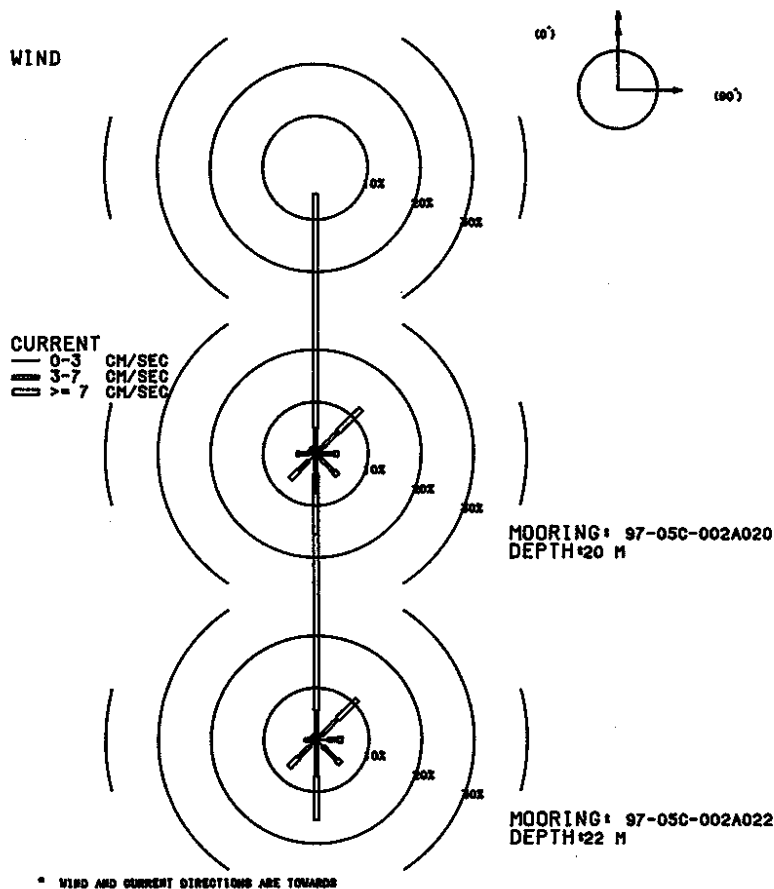 WIND
(0°)
(90°)
10%
20%
30%
CURRENT
0-3 CM/SEC
3-7 CM/SEC
>= 7 CM/SEC
10%
20%
30%
MOORING: 97-05C-002A020
DEPTH:20 M
10%
20%
30%
MOORING: 97-05C-002A022
DEPTH:22 M
* WIND AND CURRENT DIRECTIONS ARE TOWARDS